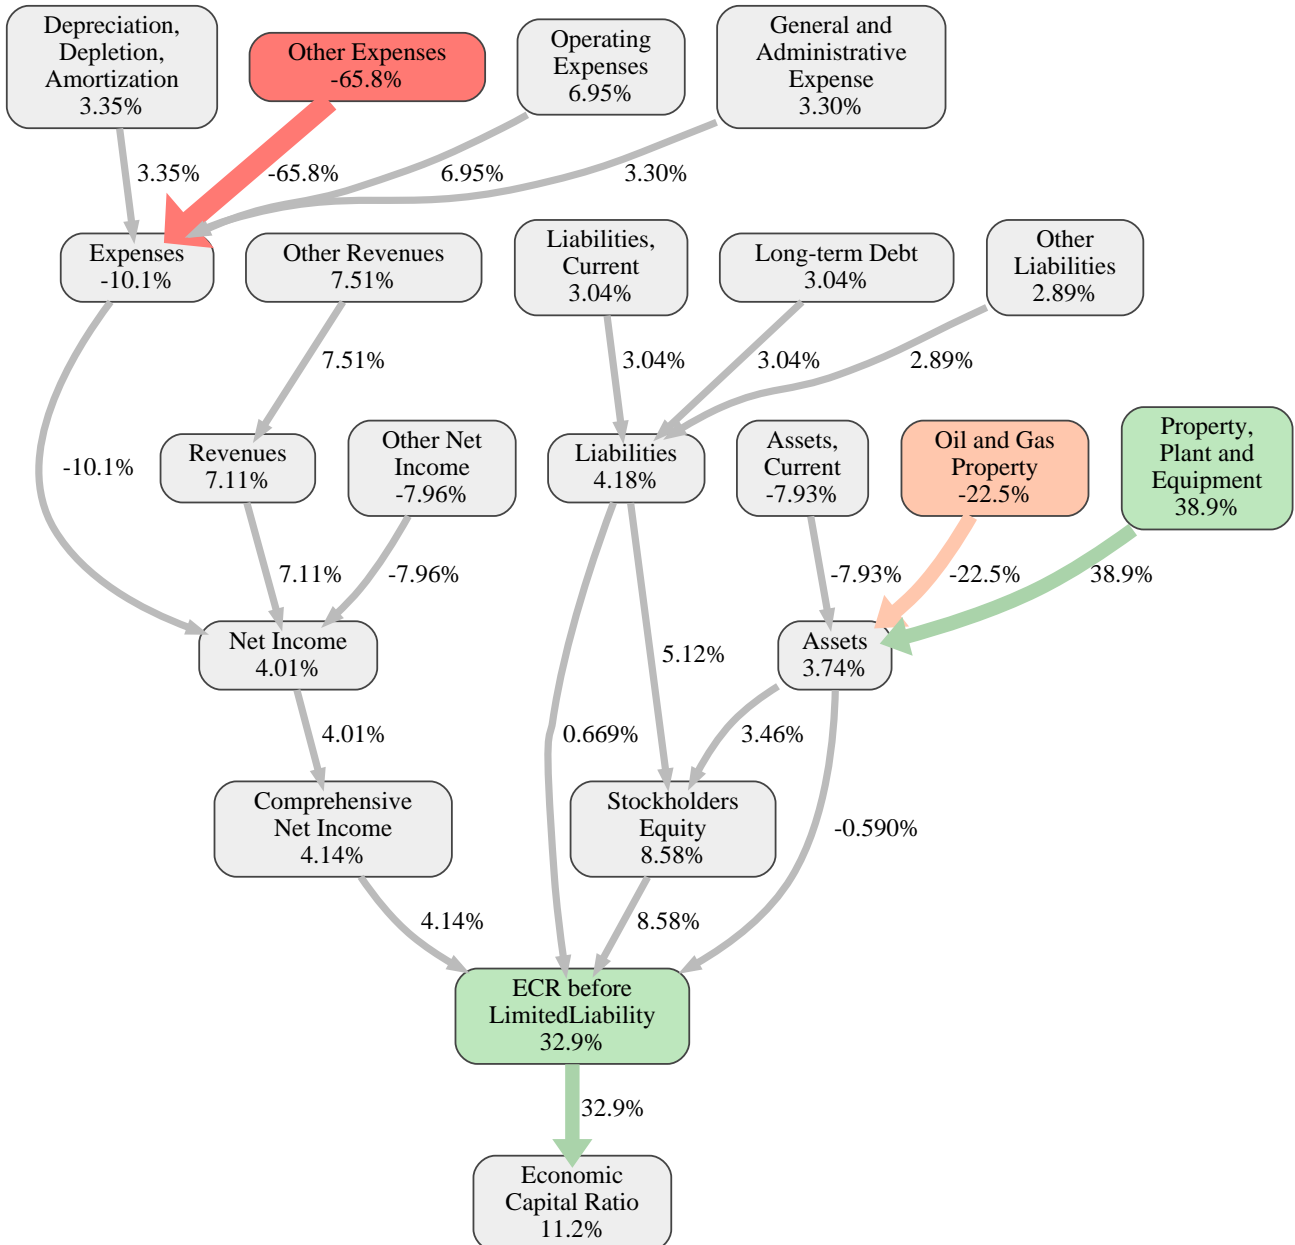 Depreciation,
Depletion,
Amortization
3.35%
Other Expenses
-65.8%
Operating
Expenses
6.95%
General and
Administrative
Expense
3.30%
3.35%
-65.8%
6.95%
3.30%
Expenses
-10.1%
Other Revenues
7.51%
Liabilities,
Current
3.04%
Long-term Debt
3.04%
Other
Liabilities
2.89%
7.51%
3.04%
3.04%
2.89%
-10.1%
Revenues
7.11%
Other Net
Income
-7.96%
Liabilities
4.18%
Assets,
Current
-7.93%
Oil and Gas
Property
-22.5%
Property,
Plant and
Equipment
38.9%
7.11%
-7.96%
-7.93%
-22.5%
38.9%
Net Income
4.01%
5.12%
Assets
3.74%
4.01%
0.669%
3.46%
Comprehensive
Net Income
4.14%
Stockholders
Equity
8.58%
-0.590%
4.14%
8.58%
ECR before
LimitedLiability
32.9%
32.9%
Economic
Capital Ratio
11.2%